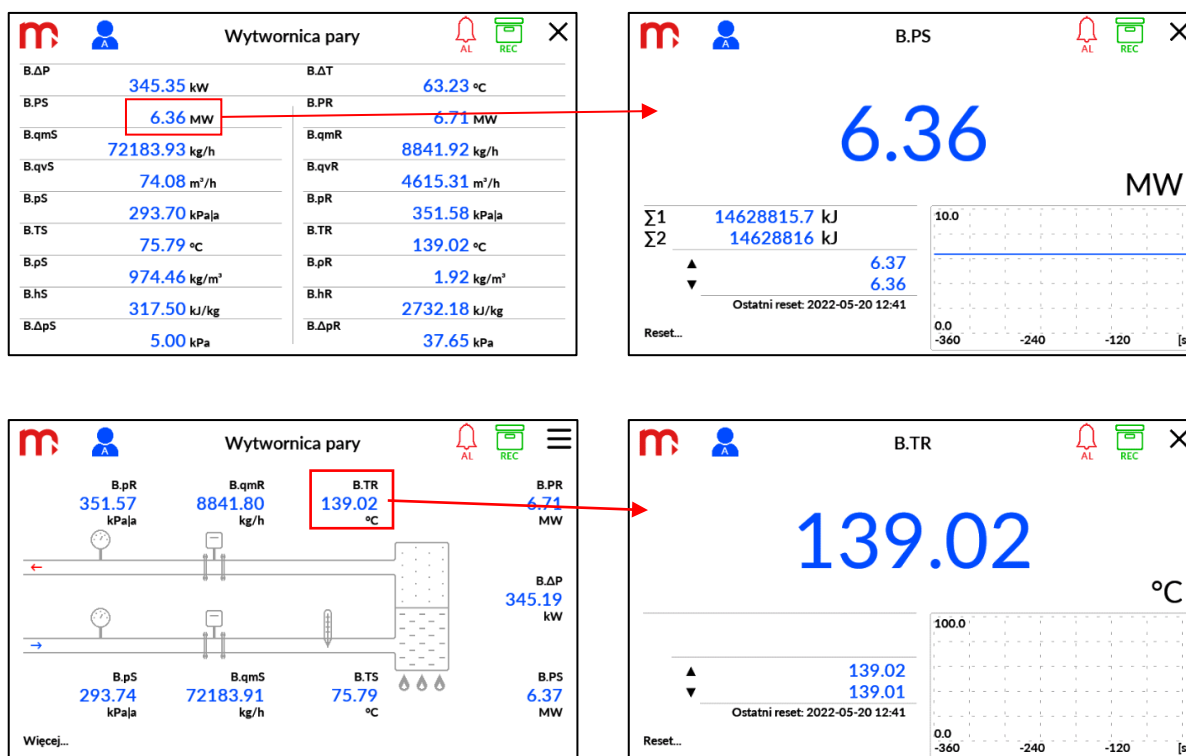 m A Wytwornica pary AL REC
B.ΔP B.ΔT
345.35 kW 63.23 °C
B.PS B.PR
6.36 MW 6.71 MW
B.qmS B.qmR
72183.93 kg/h 8841.92 kg/h
B.qvS B.qvR
74.08 m³/h 4615.31 m³/h
B.pS B.pR
293.70 kPa|a 351.58 kPa|a
B.TS B.TR
75.79 °C 139.02 °C
B.ρS B.ρR
974.46 kg/m³ 1.92 kg/m³
B.hS B.hR
317.50 kJ/kg 2732.18 kJ/kg
B.ΔpS B.ΔpR
5.00 kPa 37.65 kPa
m A B.PS AL REC
6.36
MW
∑1 14628815.7 kJ
∑2 14628816 kJ
▲ 6.37
▼ 6.36
Ostatni reset: 2022-05-20 12:41
Reset...
10.0
0.0
-360 -240 -120 [s
m A Wytwornica pary AL REC
B.pR B.qmR B.TR B.PR
351.57 8841.80 139.02 6.71
kPa|a kg/h °C MW
B.ΔP
345.19
kW
B.pS B.qmS B.TS B.PS
293.74 72183.91 75.79 6.37
kPa|a kg/h °C MW
Więcej...
m A B.TR AL REC
139.02
°C
▲ 139.02
▼ 139.01
Ostatni reset: 2022-05-20 12:41
Reset...
100.0
0.0
-360 -240 -120 [s